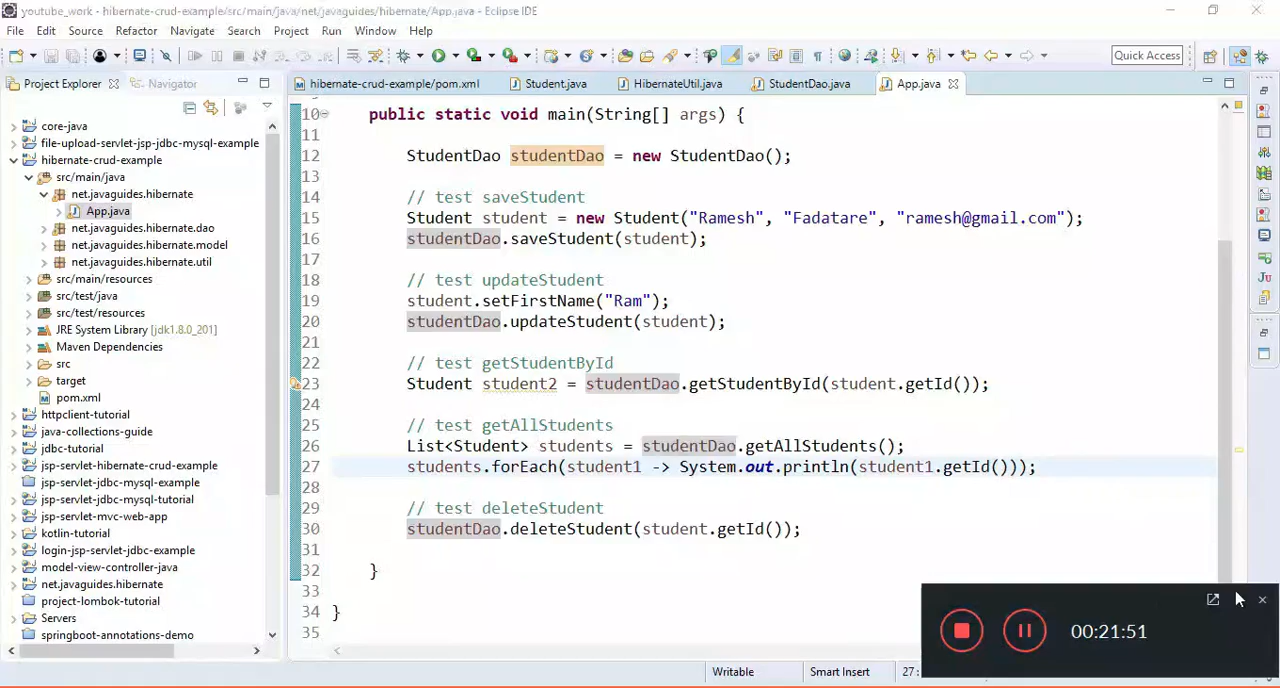 youtube_work - hibernate-crud-example/src/main/java/net/javaguides/hibernate/App.java - Eclipse IDE
File Edit Source Refactor Navigate Search Project Run Window Help
Quick Access
Project Explorer Navigator
hibernate-crud-example/pom.xml Student.java HibernateUtil.java StudentDao.java App.java
core-java
file-upload-servlet-jsp-jdbc-mysql-example
hibernate-crud-example
src/main/java
net.javaguides.hibernate
App.java
net.javaguides.hibernate.dao
net.javaguides.hibernate.model
net.javaguides.hibernate.util
src/main/resources
src/test/java
src/test/resources
JRE System Library [jdk1.8.0_201]
Maven Dependencies
src
target
pom.xml
httpclient-tutorial
java-collections-guide
jdbc-tutorial
jsp-servlet-hibernate-crud-example
jsp-servlet-jdbc-mysql-example
jsp-servlet-jdbc-mysql-tutorial
jsp-servlet-mvc-web-app
kotlin-tutorial
login-jsp-servlet-jdbc-example
model-view-controller-java
net.javaguides.hibernate
project-lombok-tutorial
Servers
springboot-annotations-demo
10 public static void main(String[] args) {
11
12 StudentDao studentDao = new StudentDao();
13
14 // test saveStudent
15 Student student = new Student("Ramesh", "Fadatare", "ramesh@gmail.com");
16 studentDao.saveStudent(student);
17
18 // test updateStudent
19 student.setFirstName("Ram");
20 studentDao.updateStudent(student);
21
22 // test getStudentById
23 Student student2 = studentDao.getStudentById(student.getId());
24
25 // test getAllStudents
26 List<Student> students = studentDao.getAllStudents();
27 students.forEach(student1 -> System.out.println(student1.getId()));
28
29 // test deleteStudent
30 studentDao.deleteStudent(student.getId());
31
32 }
33
34 }
35
00:21:51
Writable Smart Insert 27 :